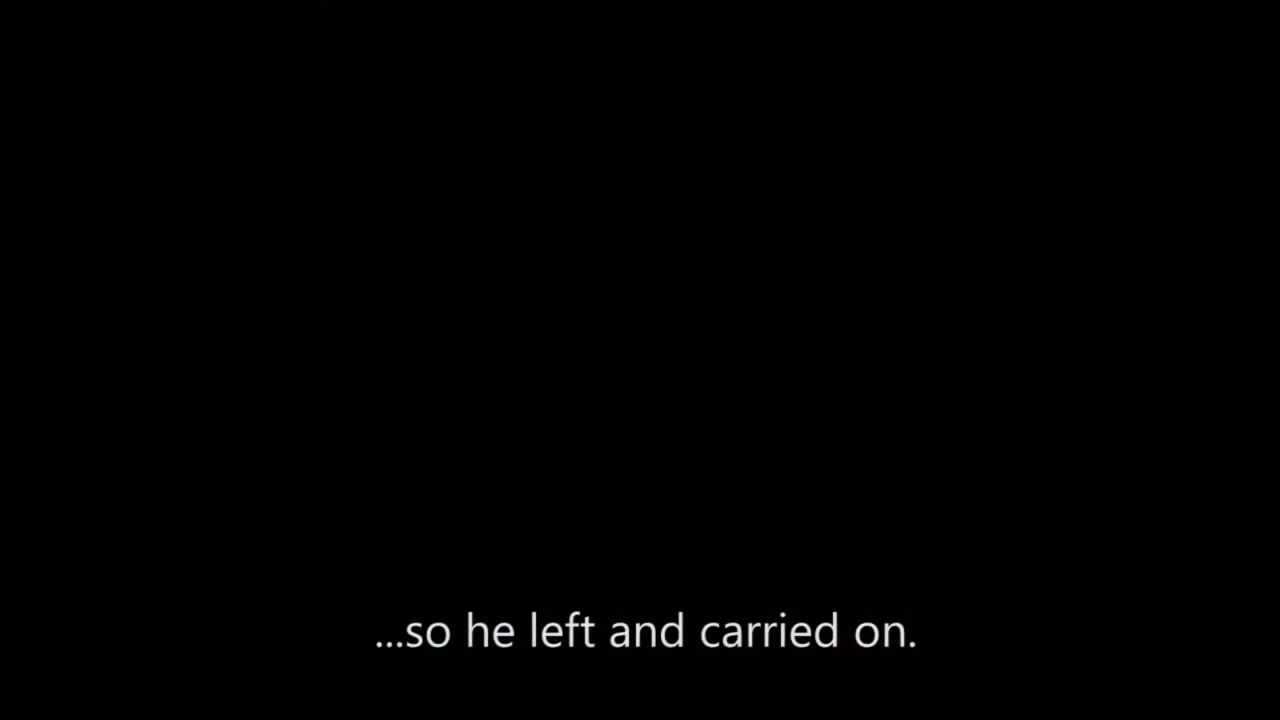 ...so he left and carried on.